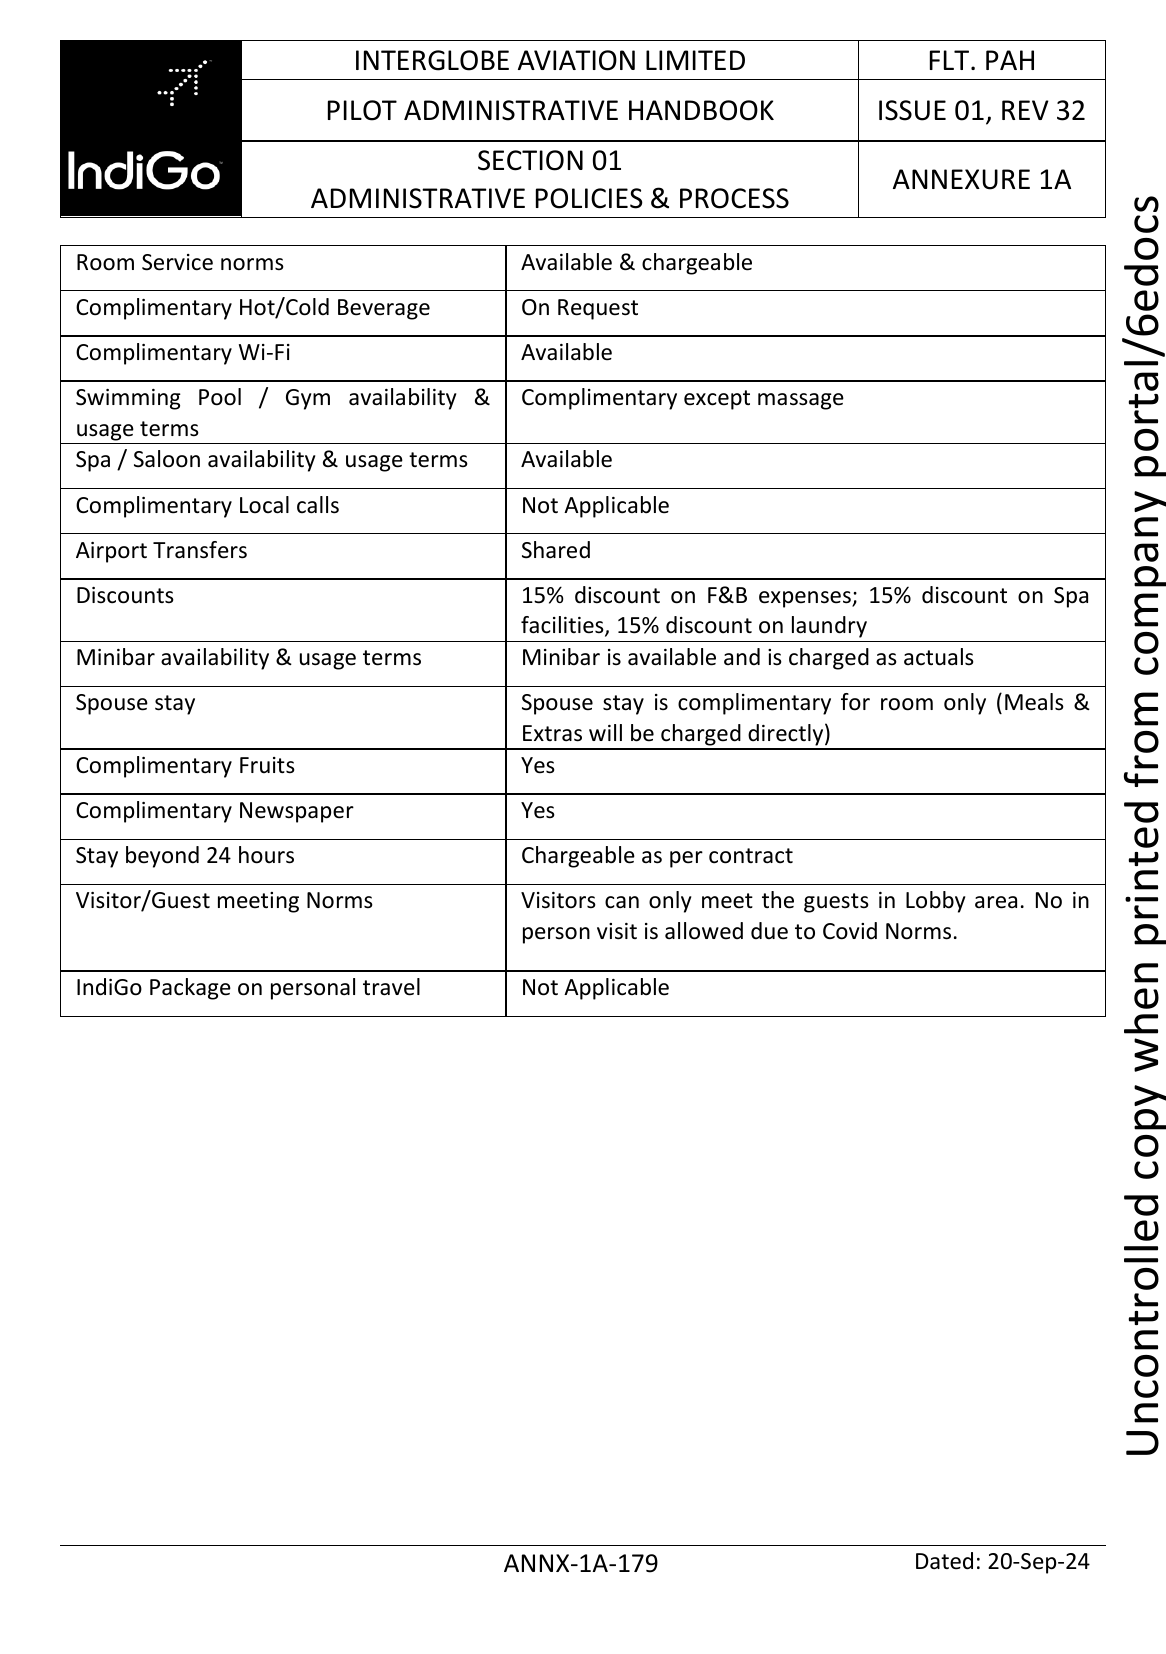 IndiGo
INTERGLOBE AVIATION LIMITED
FLT. PAH
PILOT ADMINISTRATIVE HANDBOOK
ISSUE 01, REV 32
SECTION 01
ADMINISTRATIVE POLICIES & PROCESS
ANNEXURE 1A
Room Service norms
Available & chargeable
Complimentary Hot/Cold Beverage
On Request
Complimentary Wi-Fi
Available
Swimming Pool / Gym availability &
usage terms
Complimentary except massage
Spa / Saloon availability & usage terms
Available
Complimentary Local calls
Not Applicable
Airport Transfers
Shared
Discounts
15% discount on F&B expenses; 15% discount on Spa
facilities, 15% discount on laundry
Minibar availability & usage terms
Minibar is available and is charged as actuals
Spouse stay
Spouse stay is complimentary for room only (Meals &
Extras will be charged directly)
Complimentary Fruits
Yes
Complimentary Newspaper
Yes
Stay beyond 24 hours
Chargeable as per contract
Visitor/Guest meeting Norms
Visitors can only meet the guests in Lobby area. No in
person visit is allowed due to Covid Norms.
IndiGo Package on personal travel
Not Applicable
ANNX-1A-179
Dated: 20-Sep-24
Uncontrolled copy when printed from company portal/6edocs